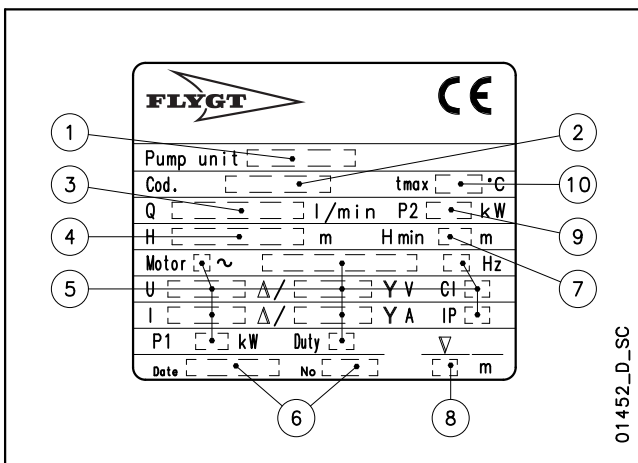 FLYGT CE
1 2
Pump unit
3 Cod. tmax °C 10
Q l/min P2 kW
4 H m H min m 9
Motor ~ Hz
5 U Δ/ Y V Cl 7
I Δ/ Y A IP
P1 kW Duty ▽
Date No m
6 8
01452_D_SC